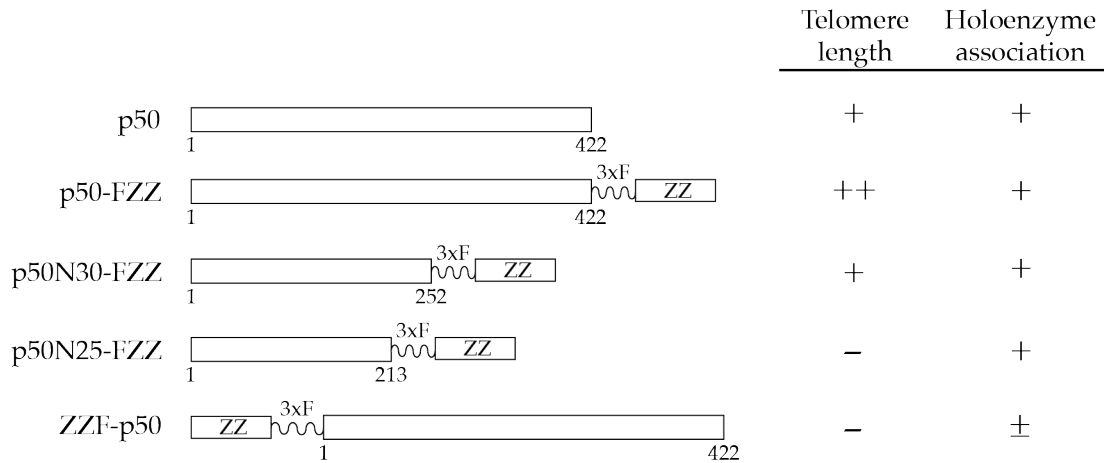 Telomere length
Holoenzyme association
p50
1
422
+
+
p50-FZZ
3xF
ZZ
1
422
++
+
p50N30-FZZ
3xF
ZZ
1
252
+
+
p50N25-FZZ
3xF
ZZ
1
213
–
+
ZZF-p50
ZZ
3xF
1
422
–
±